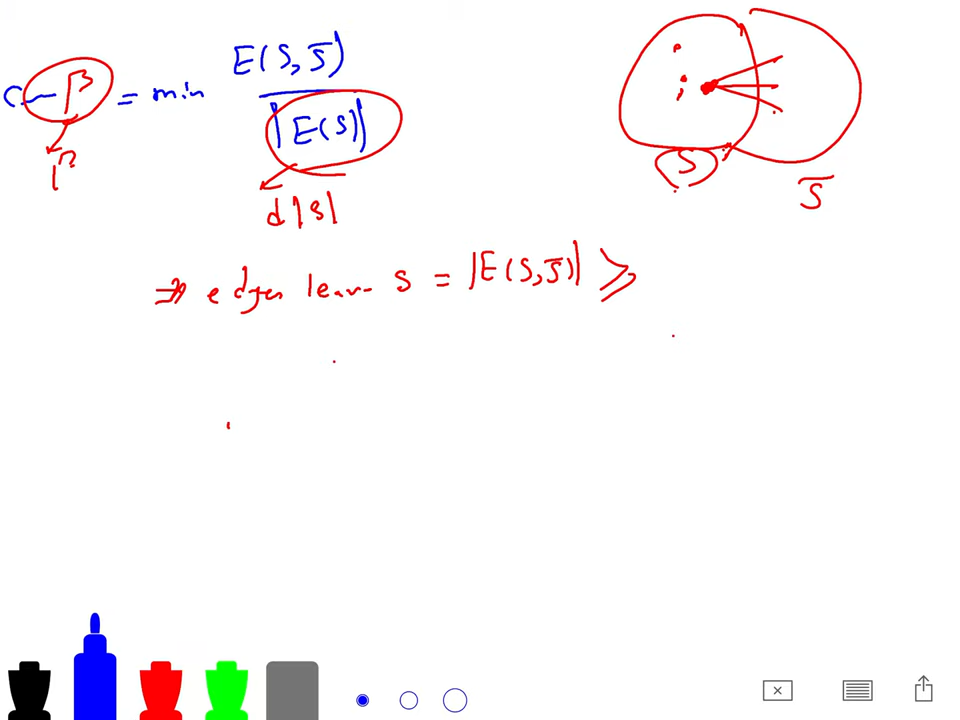 β = min E(S, S̅) / |E(S)|
d|S|
S
S̅
⇒ edges leave S = |E(S, S̅)| ≥